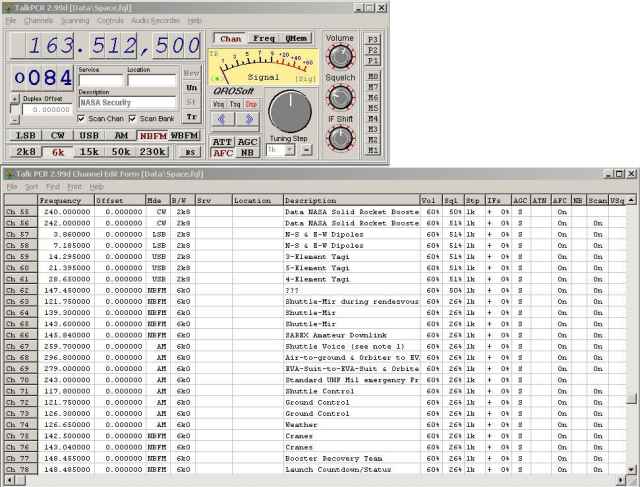 TalkPCR 2.99d [Data\Space.fql]
File Channels Scanning Controls Audio Recorder Help
163.512,500
0084
Service
Location
Description
NASA Security
Duplex Offset
0.000000
Scan Chan
Scan Bank
New
Un
St
Tr
LSB CW USB AM NBFM WBFM
2k8 6k 15k 50k 230k RS
Chan Freq QMem
Signal
[Sig]
QROSoft
Vsq Tsq Dsp
ATT AGC
AFC NB
Tuning Step
1k
Volume
Squelch
IF Shift
P3
P2
P1
M8
M7
M6
M5
M4
M3
M2
M1
Talk PCR 2.99d Channel Edit Form [Data\Space.fql]
File Sort Find Print Help
Frequency Offset Mde B/W Srv Location Description Vol Sql Stp IFs AGC ATN AFC NB Scan VSq
Ch 55 240.000000 0.000000 CW 2k8 Data NASA Solid Rocket Booste 60% 50% 1k + 0% S On
Ch 56 242.000000 0.000000 CW 2k8 Data NASA Solid Rocket Booste 60% 51% 1k + 0% S On On
Ch 57 3.860000 0.000000 LSB 2k8 N-S & E-W Dipoles 60% 51% 1k + 0% S On On
Ch 58 7.185000 0.000000 LSB 2k8 N-S & E-W Dipoles 60% 51% 1k + 0% S On On
Ch 59 14.295000 0.000000 USB 2k8 3-Element Yagi 60% 51% 1k + 0% S On On
Ch 60 21.395000 0.000000 USB 2k8 5-Element Yagi 60% 51% 1k + 0% S On On
Ch 61 28.650000 0.000000 USB 2k8 4-Element Yagi 60% 51% 1k + 0% S On On
Ch 62 147.450000 0.000000 NBFM 6k0 ??? 60% 50% 1k + 0% S On On
Ch 63 121.750000 0.000000 NBFM 6k0 Shuttle-Mir during rendezvous 60% 26% 1k + 0% S On On
Ch 64 139.300000 0.000000 NBFM 6k0 Shuttle-Mir 60% 26% 1k + 0% S On On
Ch 65 143.600000 0.000000 NBFM 6k0 Shuttle-Mir 60% 26% 1k + 0% S On On
Ch 66 145.840000 0.000000 NBFM 6k0 SAREX Amateur Downlink 60% 26% 1k + 0% S On On
Ch 67 259.700000 0.000000 AM 6k0 Shuttle Voice (see note 1) 60% 26% 1k + 0% S On On
Ch 68 296.800000 0.000000 AM 6k0 Air-to-ground & Orbiter to EV 60% 26% 1k + 0% S On On
Ch 69 279.000000 0.000000 AM 6k0 EVA-Suit-to-EVA-Suit & Orbite 60% 26% 1k + 0% S On On
Ch 70 243.000000 0.000000 AM 6k0 Standard UHF Mil emergency Fr 60% 26% 1k + 0% S On
Ch 71 117.800000 0.000000 AM 6k0 Shuttle Control 60% 26% 1k + 0% S On On
Ch 72 121.750000 0.000000 AM 6k0 Ground Control 60% 26% 1k + 0% S On On
Ch 73 126.300000 0.000000 AM 6k0 Ground Control 60% 26% 1k + 0% S On On
Ch 74 126.650000 0.000000 AM 6k0 Weather 60% 26% 1k + 0% S On On
Ch 75 142.500000 0.000000 NBFM 6k0 Cranes 60% 26% 1k + 0% S On On
Ch 76 143.040000 0.000000 NBFM 6k0 Cranes 60% 26% 1k + 0% S On On
Ch 77 148.455000 0.000000 NBFM 6k0 Booster Recovery Team 60% 26% 1k + 0% S On On
Ch 78 148.485000 0.000000 NBFM 6k0 Launch Countdown/Status 60% 26% 1k + 0% S On On